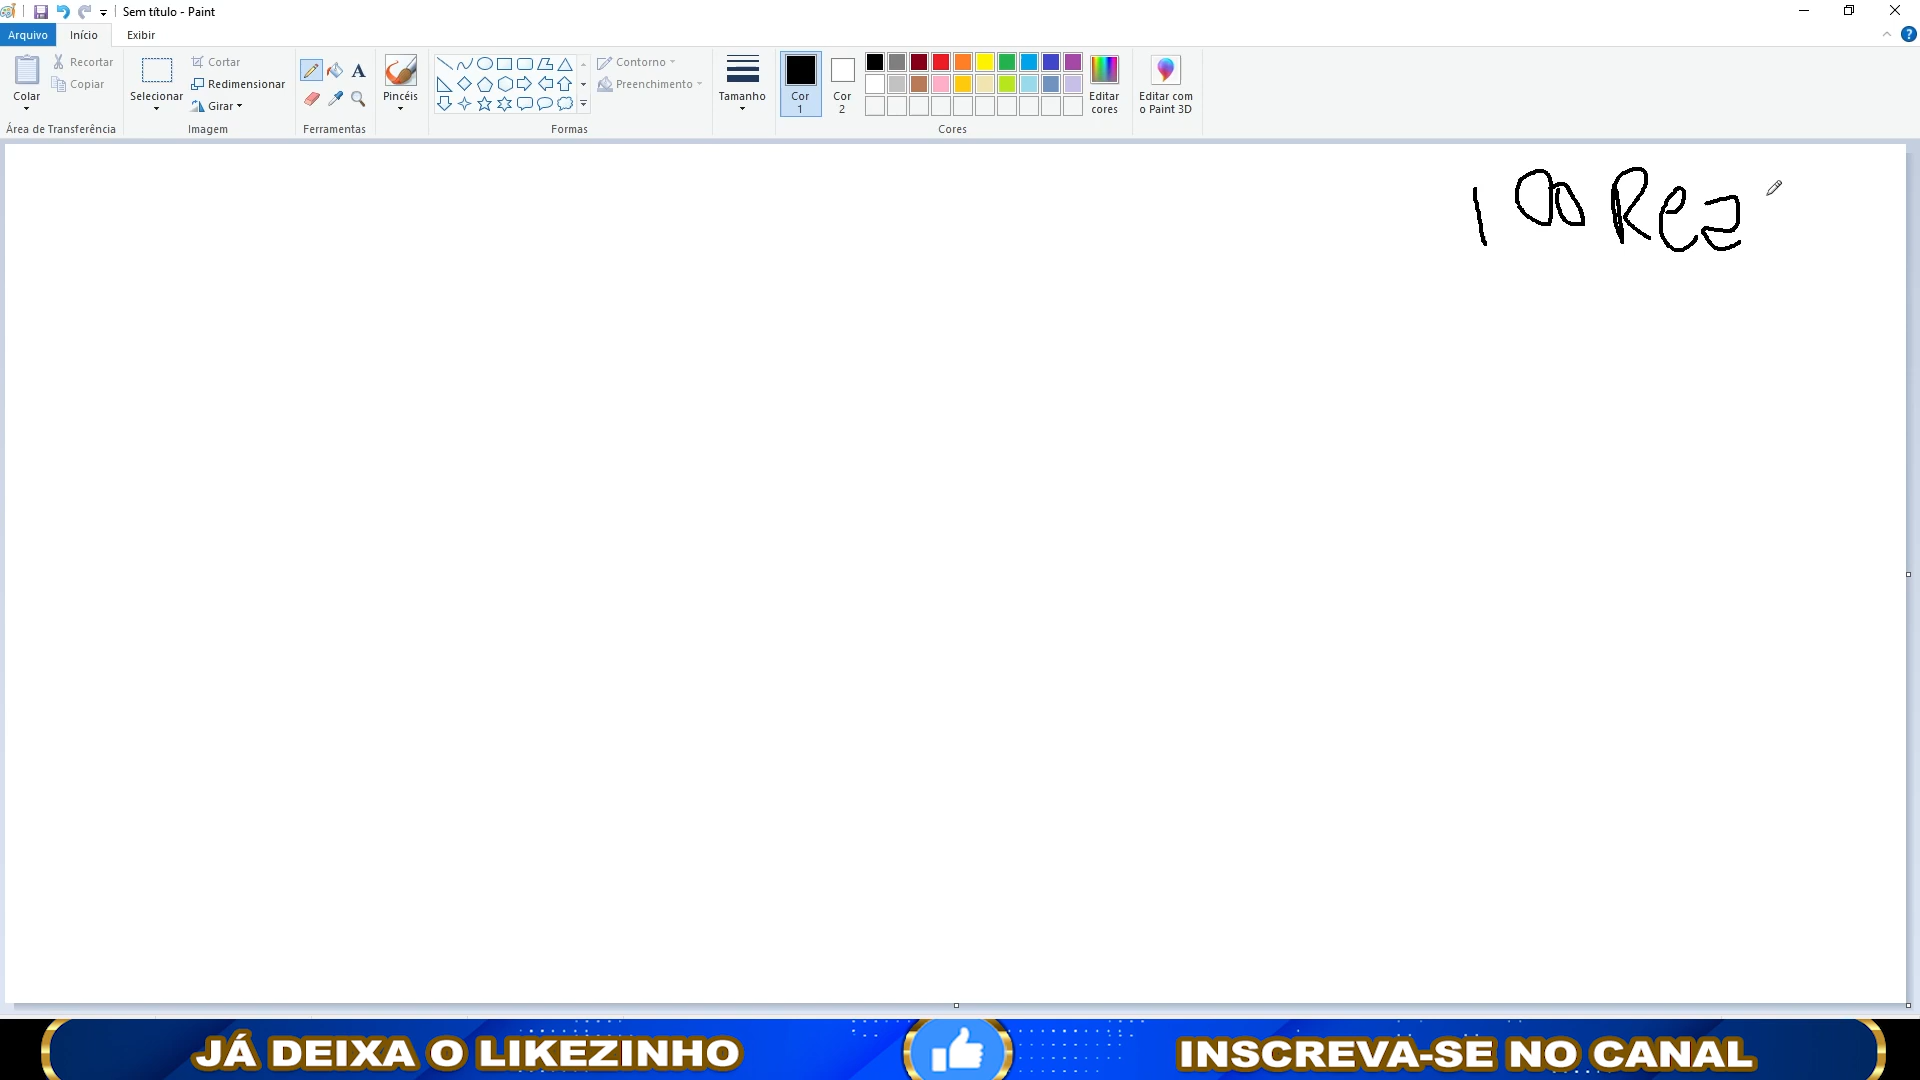 Sem título - Paint
Arquivo Início Exibir
Colar
Recortar
Copiar
Área de Transferência
Selecionar
Cortar
Redimensionar
Girar
Imagem
Ferramentas
Pincéis
Contorno
Preenchimento
Formas
Tamanho
Cor
1
Cor
2
Editar
cores
Cores
Editar com
o Paint 3D
100 Rez
JÁ DEIXA O LIKEZINHO
INSCREVA-SE NO CANAL